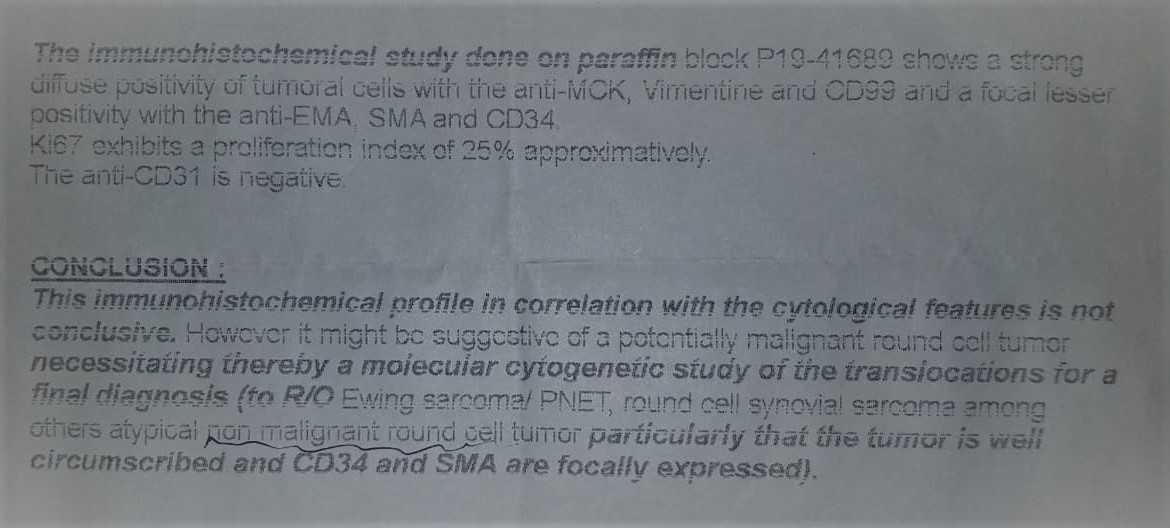 The immunohistochemical study done on paraffin block P19-41689 shows a strong
diffuse positivity of tumoral cells with the anti-MCK, Vimentine and CD99 and a focal lesser
positivity with the anti-EMA, SMA and CD34.
Ki67 exhibits a proliferation index of 25% approximatively.
The anti-CD31 is negative.
CONCLUSION :
This immunohistochemical profile in correlation with the cytological features is not
conclusive. However it might be suggestive of a potentially malignant round cell tumor
necessitating thereby a molecular cytogenetic study of the translocations for a
final diagnosis (to R/O Ewing sarcoma/ PNET, round cell synovial sarcoma among
others atypical non malignant round cell tumor particularly that the tumor is well
circumscribed and CD34 and SMA are focally expressed).